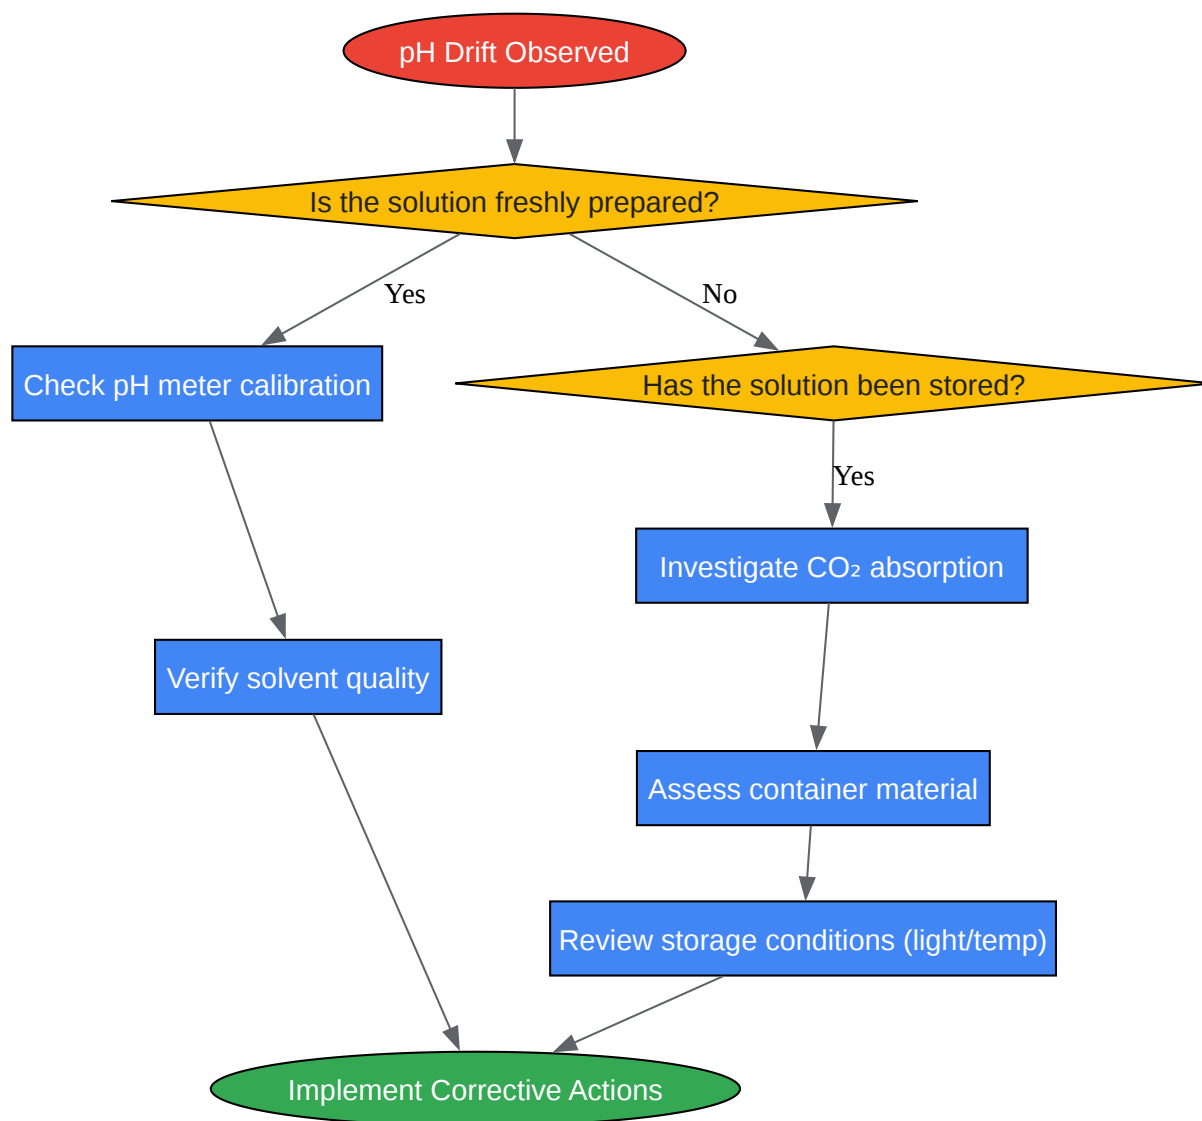 pH Drift Observed
Is the solution freshly prepared?
Yes
No
Check pH meter calibration
Has the solution been stored?
Yes
Investigate CO₂ absorption
Verify solvent quality
Assess container material
Review storage conditions (light/temp)
Implement Corrective Actions